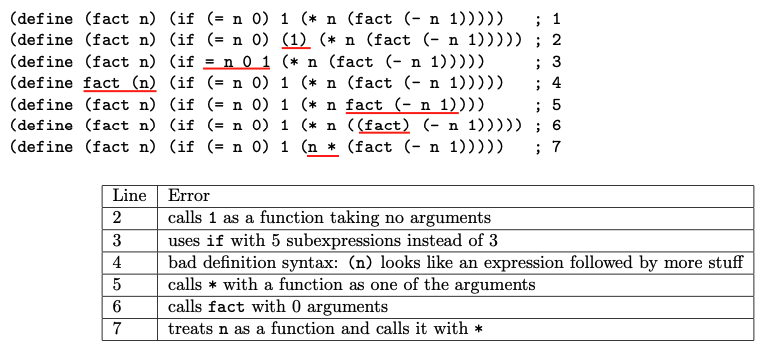 (define (fact n) (if (= n 0) 1 (* n (fact (- n 1))))) ; 1
(define (fact n) (if (= n 0) (1) (* n (fact (- n 1))))) ; 2
(define (fact n) (if = n 0 1 (* n (fact (- n 1))))) ; 3
(define fact (n) (if (= n 0) 1 (* n (fact (- n 1))))) ; 4
(define (fact n) (if (= n 0) 1 (* n fact (- n 1)))) ; 5
(define (fact n) (if (= n 0) 1 (* n ((fact) (- n 1))))) ; 6
(define (fact n) (if (= n 0) 1 (n * (fact (- n 1))))) ; 7
Line Error
2 calls 1 as a function taking no arguments
3 uses if with 5 subexpressions instead of 3
4 bad definition syntax: (n) looks like an expression followed by more stuff
5 calls * with a function as one of the arguments
6 calls fact with 0 arguments
7 treats n as a function and calls it with *